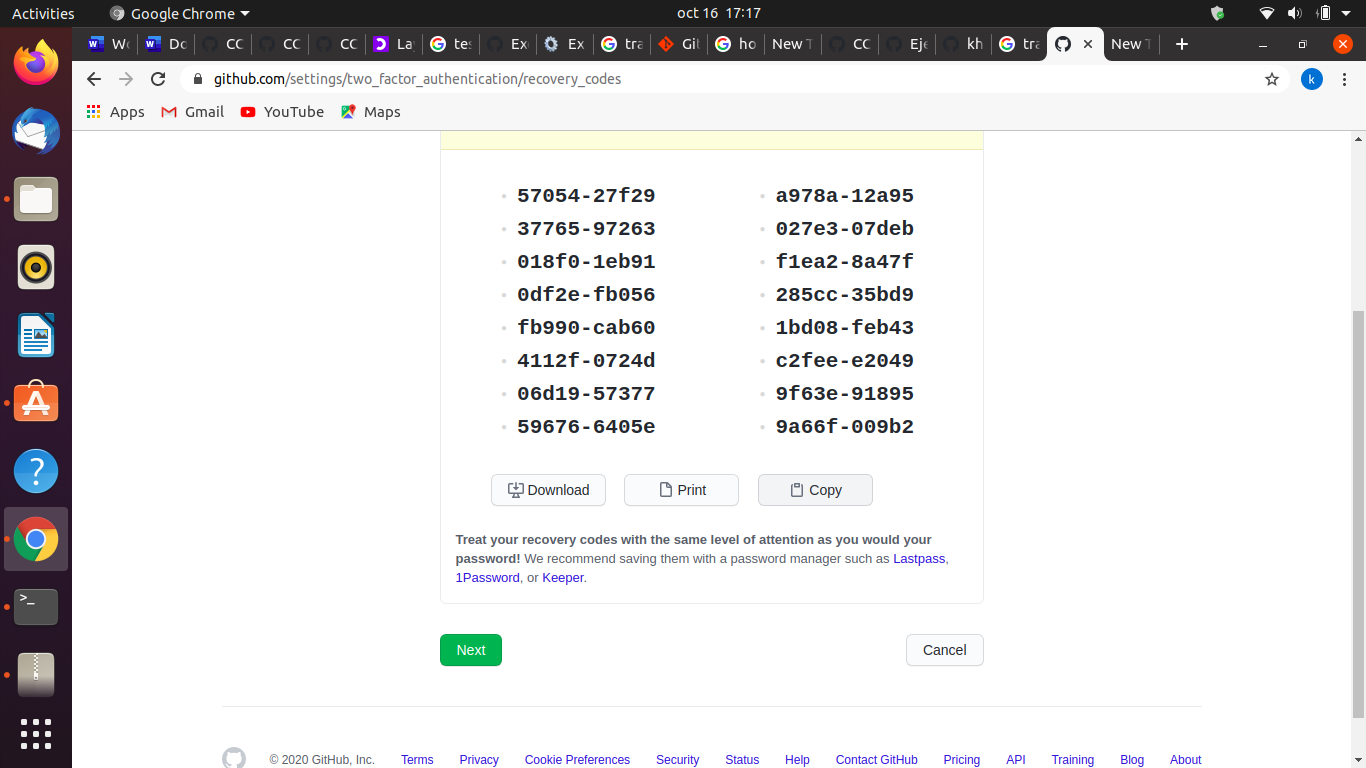 Activities Google Chrome oct 16 17:17
Wo Do CC CC CC La tes Exe Ex tra Git ho New T CC Eje kh tra New T
github.com/settings/two_factor_authentication/recovery_codes k
Apps Gmail YouTube Maps
57054-27f29 a978a-12a95
37765-97263 027e3-07deb
018f0-1eb91 f1ea2-8a47f
0df2e-fb056 285cc-35bd9
fb990-cab60 1bd08-feb43
4112f-0724d c2fee-e2049
06d19-57377 9f63e-91895
59676-6405e 9a66f-009b2
Download Print Copy
Treat your recovery codes with the same level of attention as you would your
password! We recommend saving them with a password manager such as Lastpass,
1Password, or Keeper.
Next Cancel
© 2020 GitHub, Inc. Terms Privacy Cookie Preferences Security Status Help Contact GitHub Pricing API Training Blog About